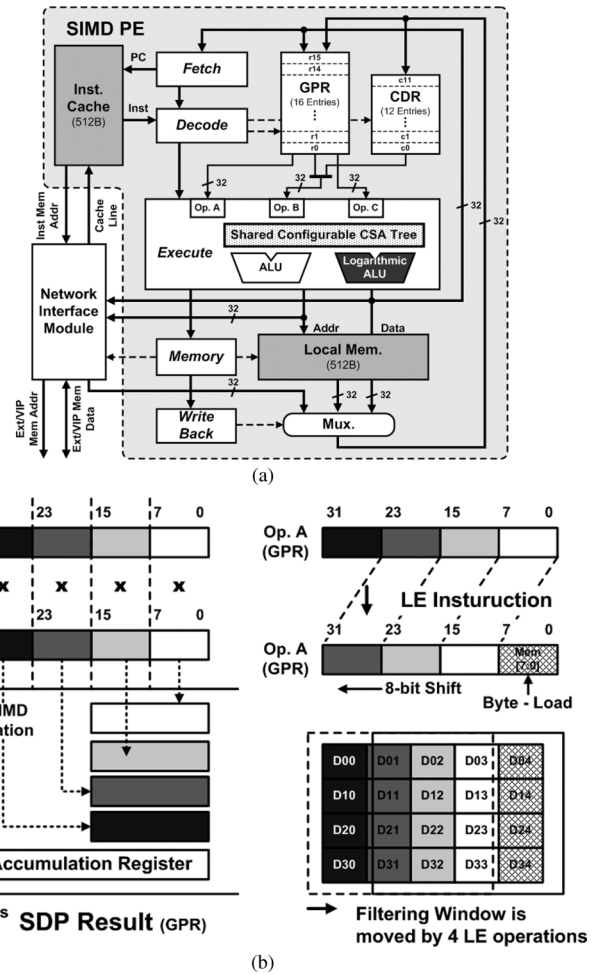 SIMD PE
Inst.
Cache
(512B)
PC
Inst
Fetch
Decode
r15
r14
GPR
(16 Entries)
r1
r0
c11
CDR
(12 Entries)
c1
c0
32
32
32
32
32
Inst Mem
Addr
Cache
Line
Op. A
Op. B
Op. C
Shared Configurable CSA Tree
Execute
ALU
Logarithmic
ALU
Network
Interface
Module
32
Addr
Data
Memory
Local Mem.
(512B)
32
32
32
Ext/VIP
Mem Addr
Ext/VIP Mem
Data
Write
Back
Mux.
(a)
23 15 7 0
x x x x
23 15 7 0
Accumulation Register
SDP Result (GPR)
31 23 15 7 0
Op. A
(GPR)
LE Insturuction
31 23 15 7 0
Op. A
(GPR)
Mem
[7:0]
8-bit Shift
Byte - Load
D00 D01 D02 D03 D04
D10 D11 D12 D13 D14
D20 D21 D22 D23 D24
D30 D31 D32 D33 D34
Filtering Window is
moved by 4 LE operations
(b)